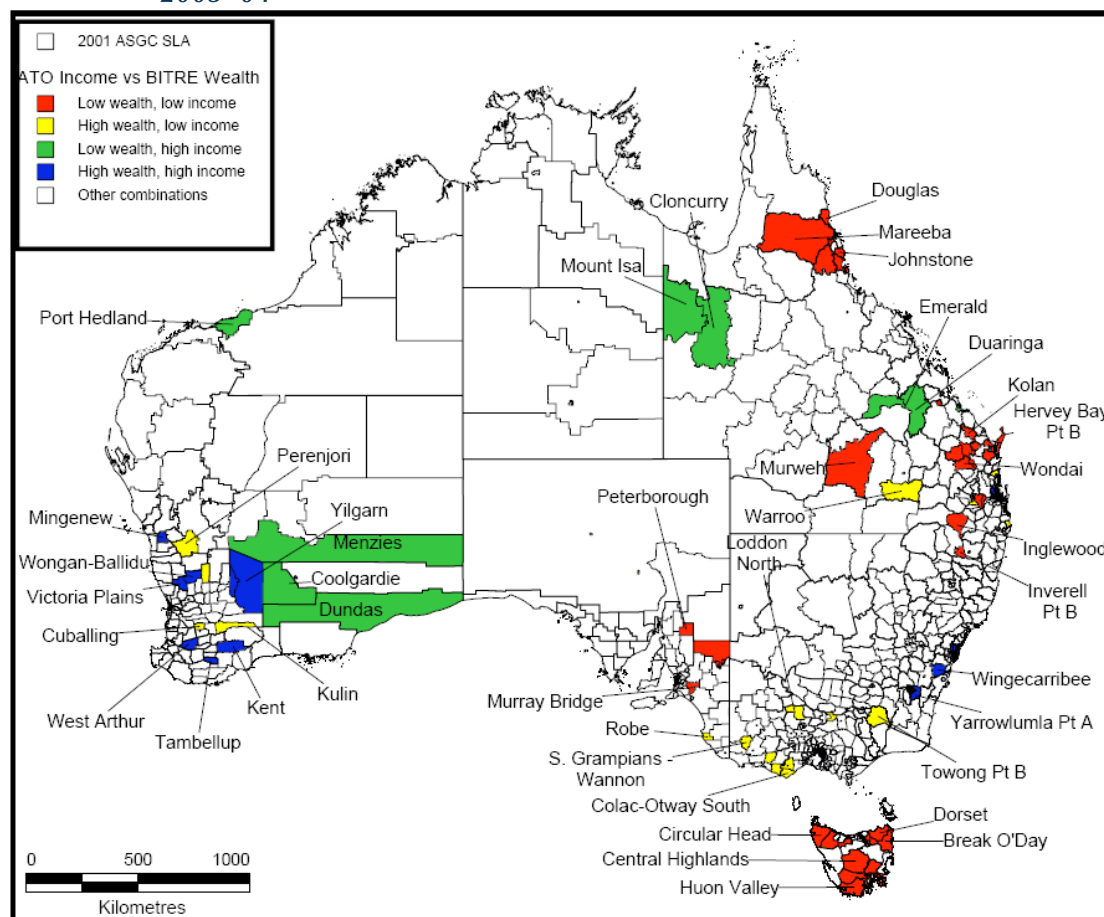 2003–04
2001 ASGC SLA
ATO Income vs BITRE Wealth
Low wealth, low income
High wealth, low income
Low wealth, high income
High wealth, high income
Other combinations
Douglas
Cloncurry
Mareeba
Mount Isa
Johnstone
Emerald
Port Hedland
Duaringa
Kolan
Hervey Bay
Pt B
Perenjori
Murweh
Wondai
Peterborough
Mingenew
Yilgarn
Warroo
Menzies
Loddon
North
Inglewood
Wongan-Ballidu
Coolgardie
Victoria Plains
Dundas
Inverell
Pt B
Cuballing
Wingecarribee
Kulin
Murray Bridge
Kent
West Arthur
Yarrowlumla Pt A
Robe
Tambellup
S. Grampians -
Wannon
Towong Pt B
Colac-Otway South
Dorset
Circular Head
Break O'Day
Central Highlands
Huon Valley
0 500 1000
Kilometres